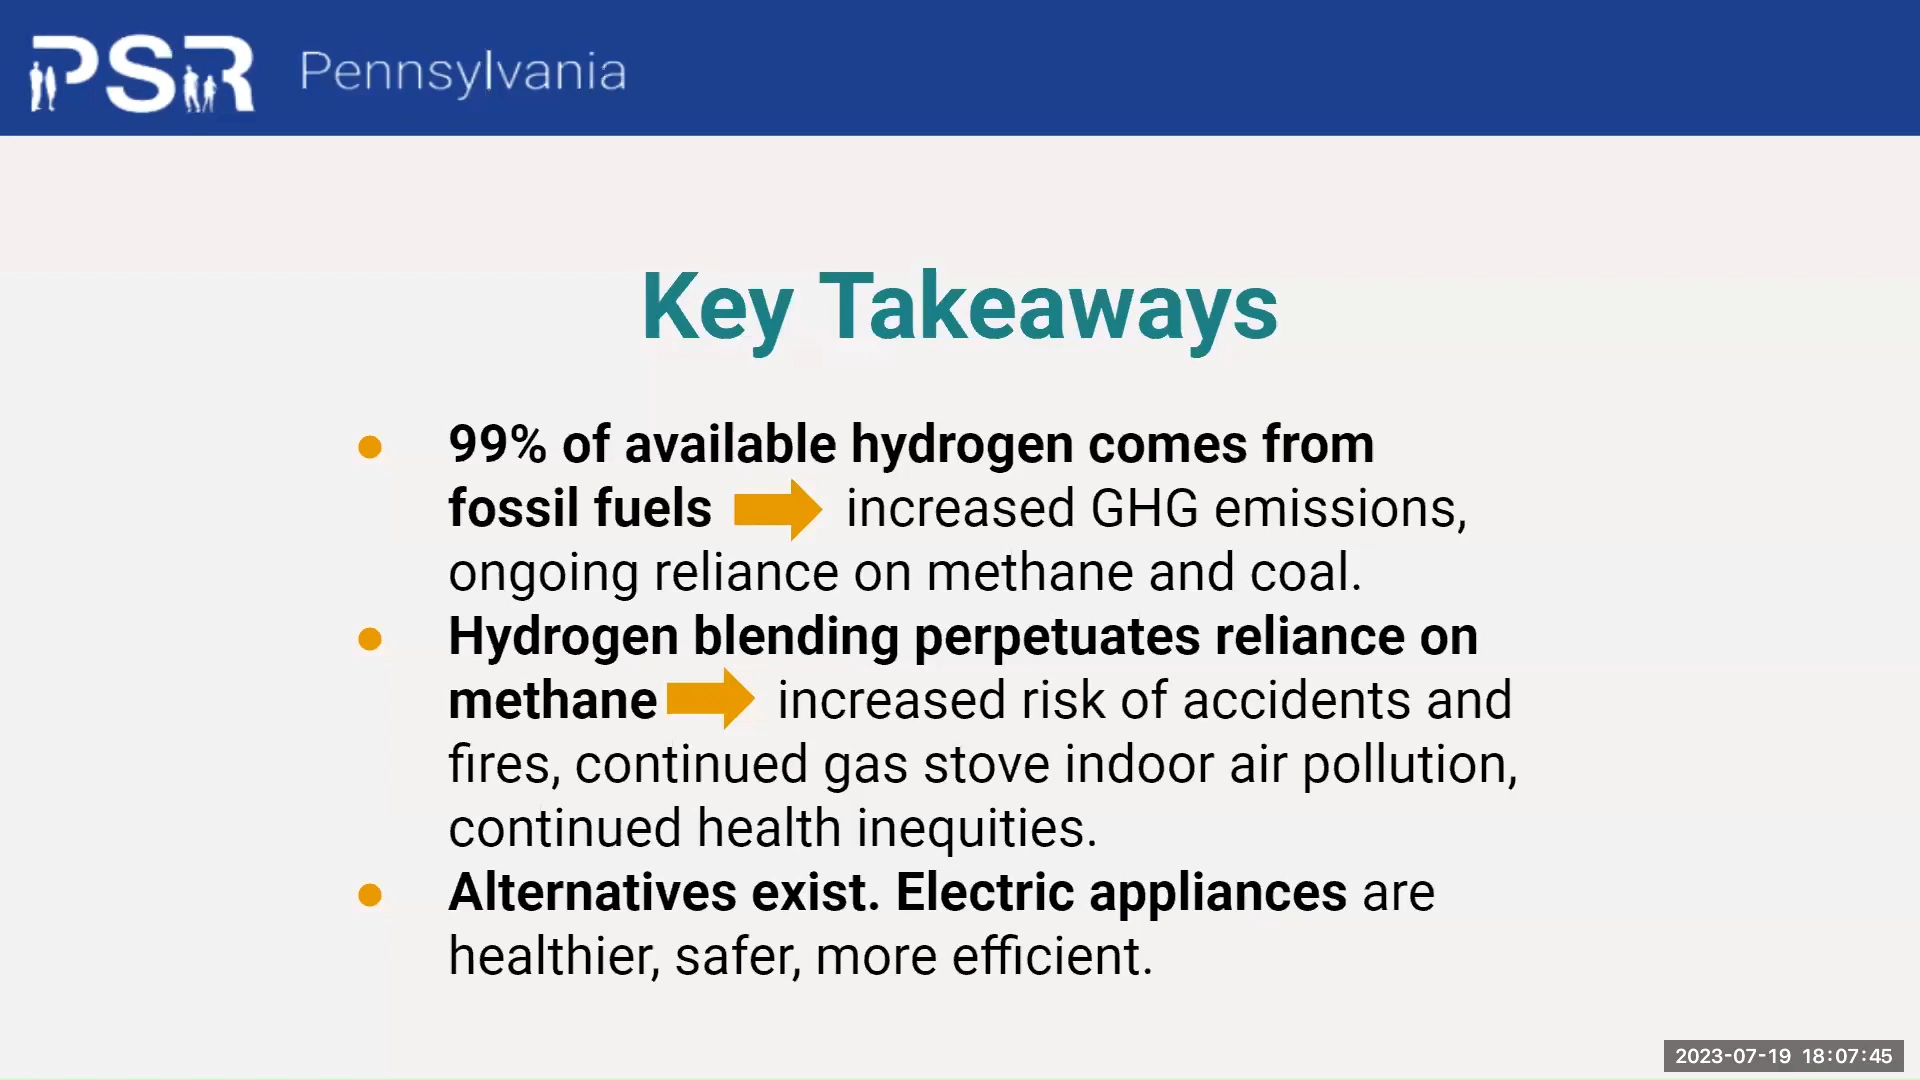 PSR Pennsylvania
Key Takeaways
● 99% of available hydrogen comes from
fossil fuels increased GHG emissions,
ongoing reliance on methane and coal.
● Hydrogen blending perpetuates reliance on
methane increased risk of accidents and
fires, continued gas stove indoor air pollution,
continued health inequities.
● Alternatives exist. Electric appliances are
healthier, safer, more efficient.
2023-07-19 18:07:45